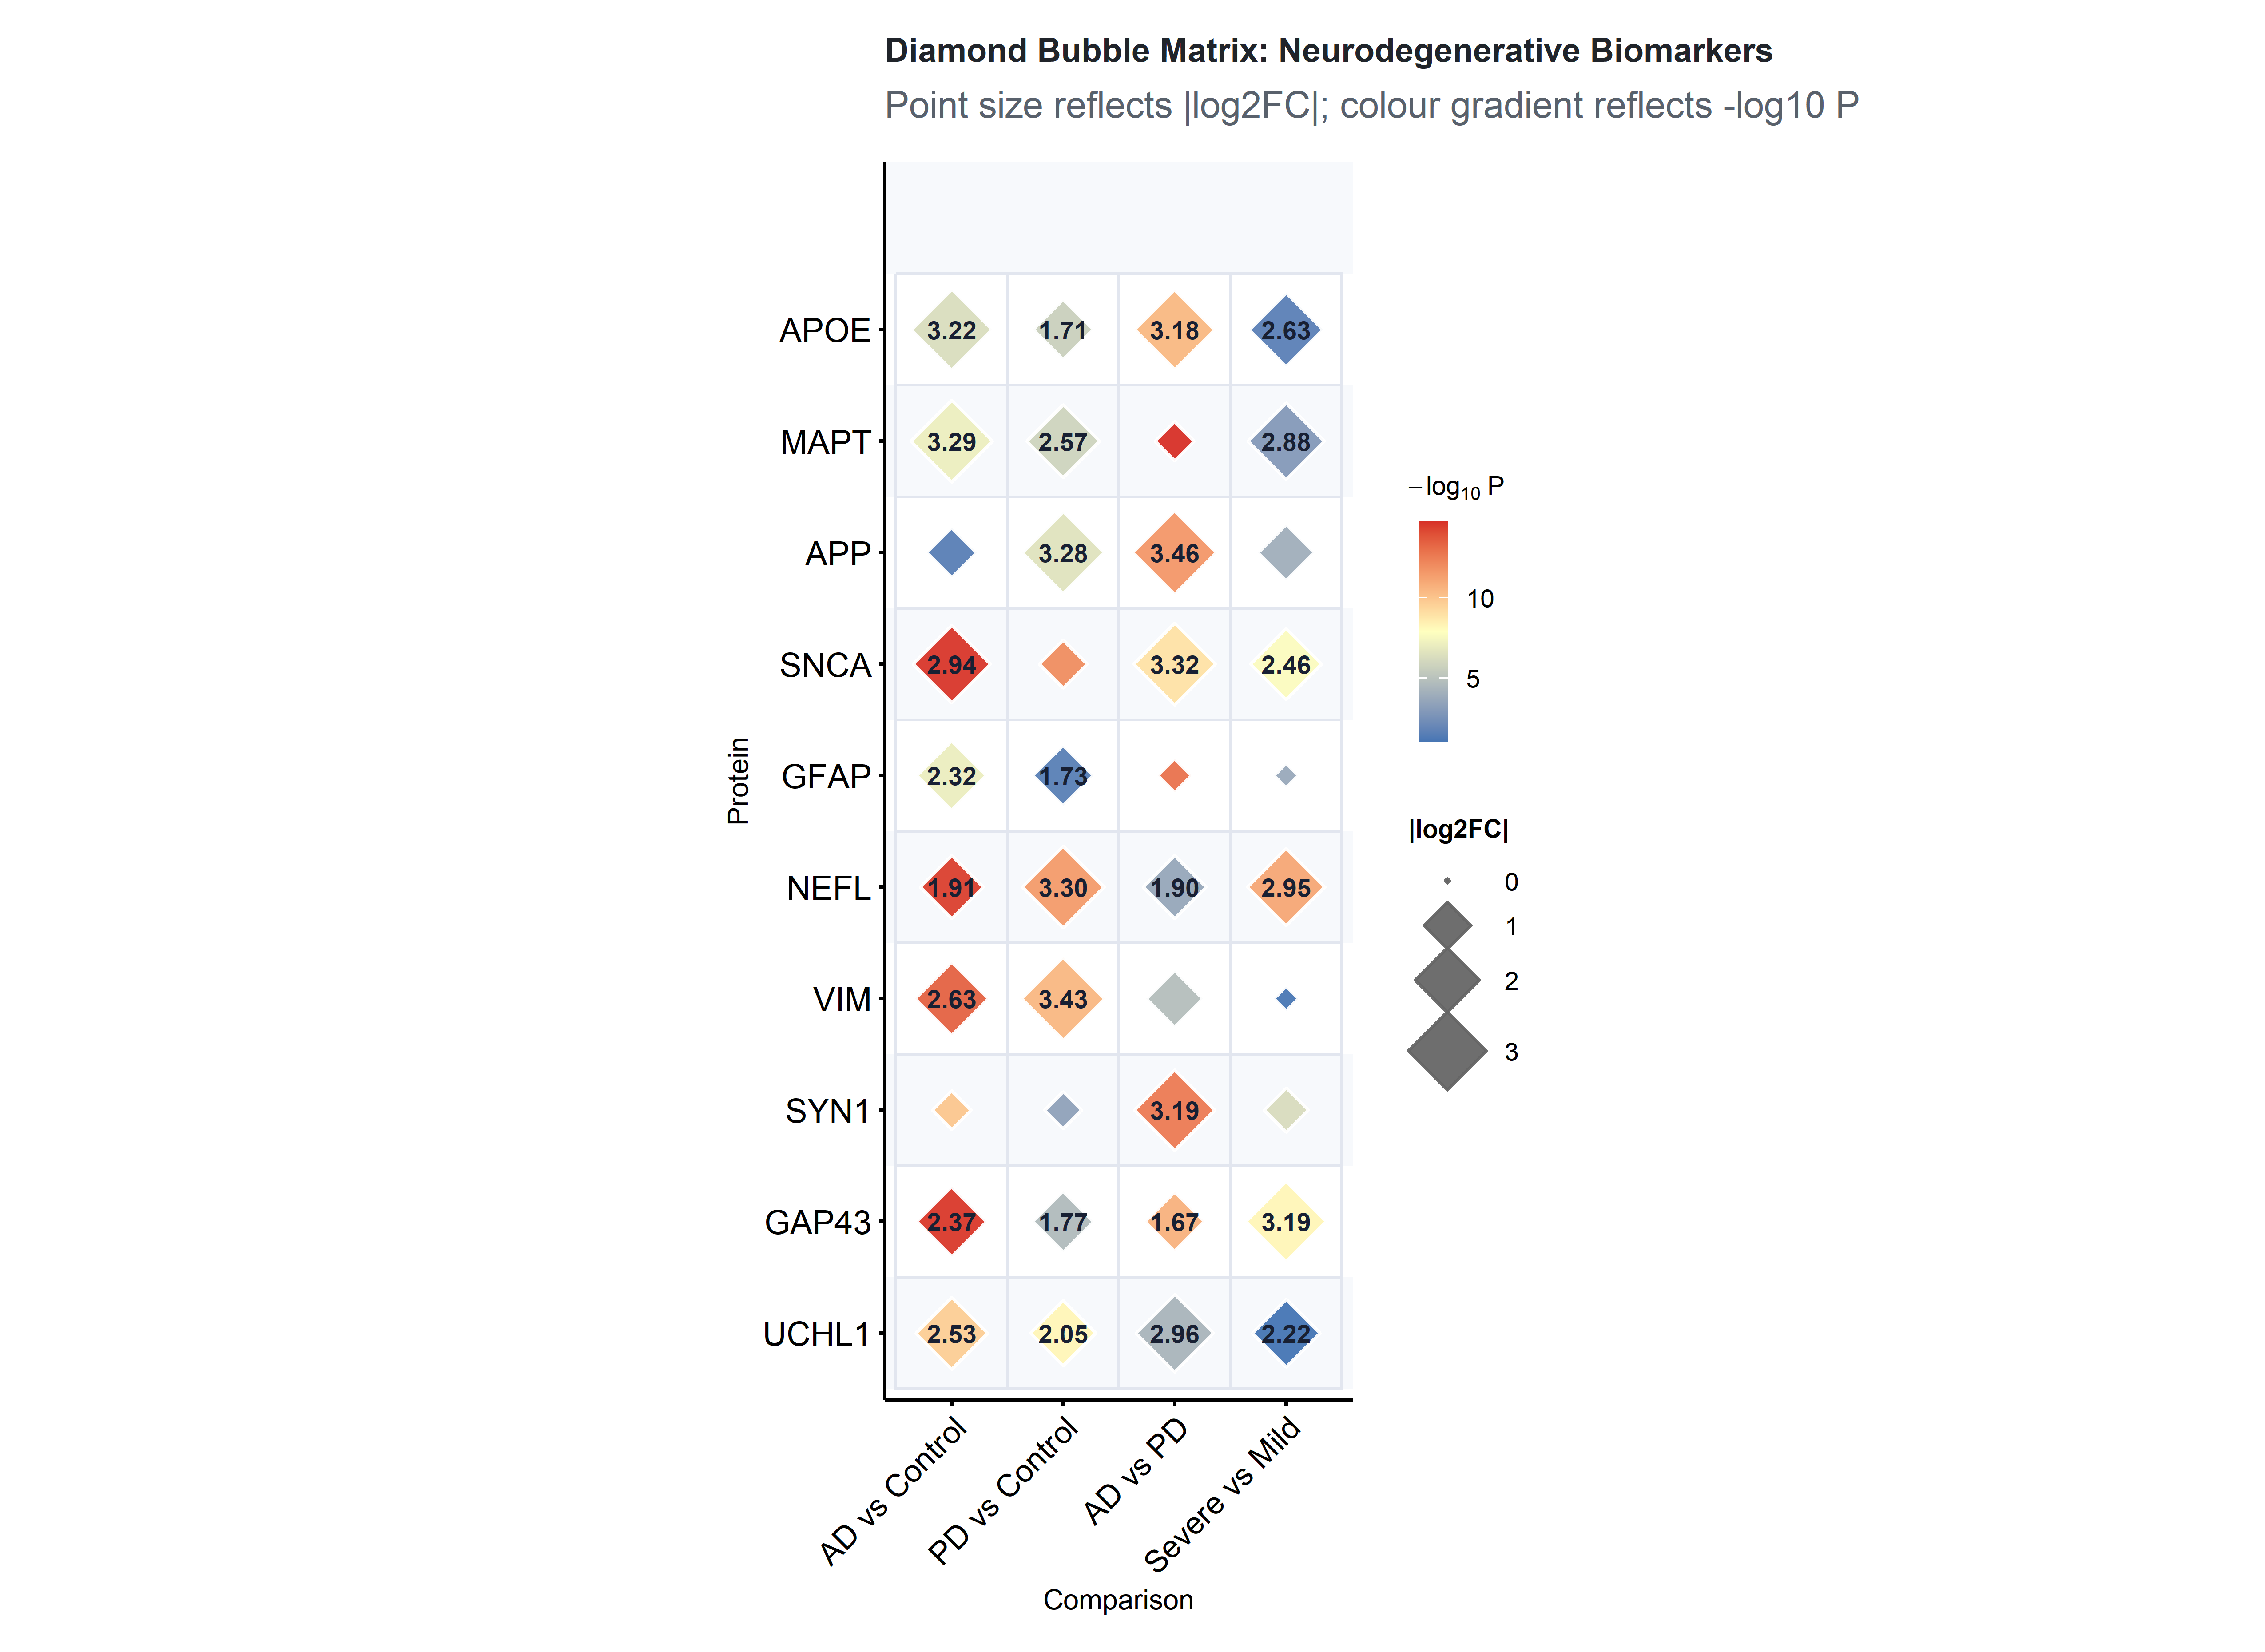 Diamond Bubble Matrix: Neurodegenerative Biomarkers
Point size reflects |log2FC|; colour gradient reflects -log10 P
Protein
APOE 3.22 1.71 3.18 2.63
MAPT 3.29 2.57 2.88
APP 3.28 3.46
SNCA 2.94 3.32 2.46
GFAP 2.32 1.73
NEFL 1.91 3.30 1.90 2.95
VIM 2.63 3.43
SYN1 3.19
GAP43 2.37 1.77 1.67 3.19
UCHL1 2.53 2.05 2.96 2.22
AD vs Control
PD vs Control
AD vs PD
Severe vs Mild
Comparison
−log₁₀ P
10
5
|log2FC|
0
1
2
3